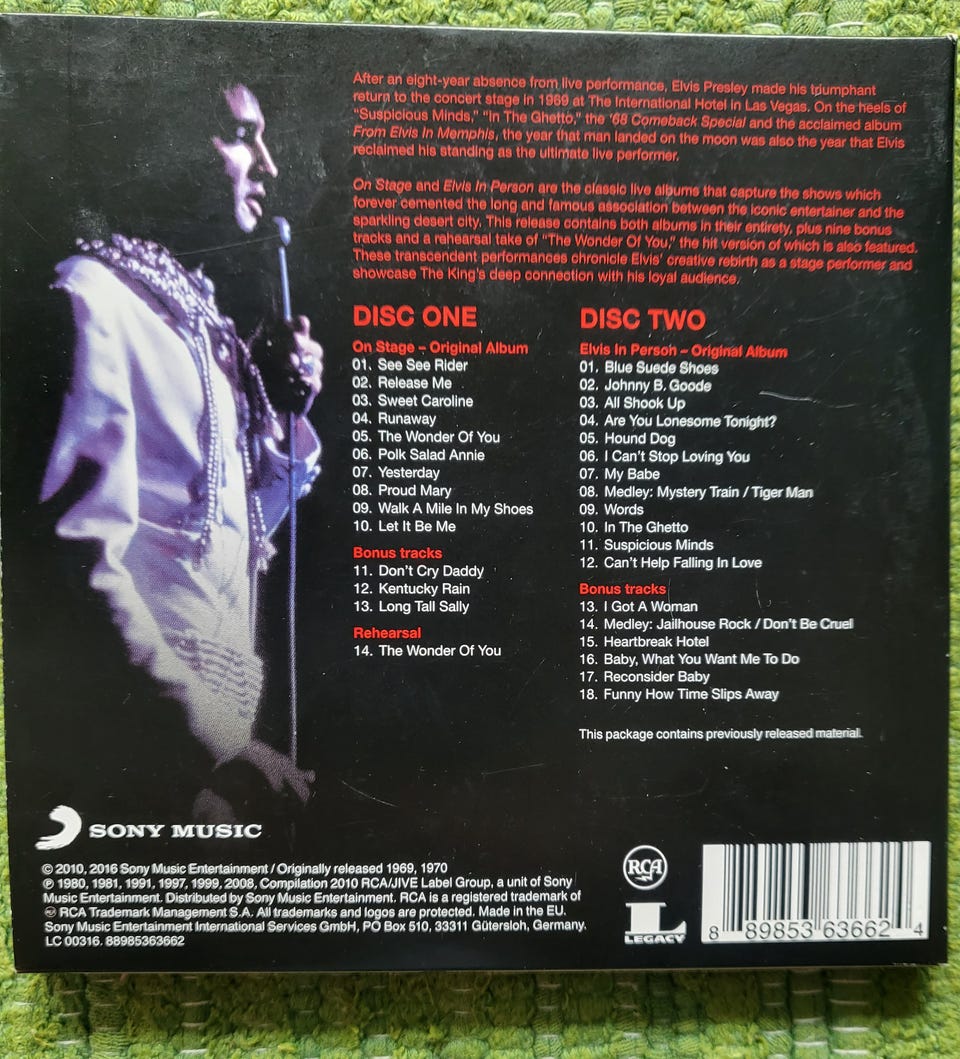 After an eight-year absence from live performance, Elvis Presley made his triumphant
return to the concert stage in 1969 at The International Hotel in Las Vegas. On the heels of
"Suspicious Minds," "In The Ghetto," the '68 Comeback Special and the acclaimed album
From Elvis In Memphis, the year that man landed on the moon was also the year that Elvis
reclaimed his standing as the ultimate live performer.
On Stage and Elvis In Person are the classic live albums that capture the shows which
forever cemented the long and famous association between the iconic entertainer and the
sparkling desert city. This release contains both albums in their entirety, plus nine bonus
tracks and a rehearsal take of "The Wonder Of You," the hit version of which is also featured.
These transcendent performances chronicle Elvis' creative rebirth as a stage performer and
showcase The King's deep connection with his loyal audience.
DISC ONE
On Stage – Original Album
01. See See Rider
02. Release Me
03. Sweet Caroline
04. Runaway
05. The Wonder Of You
06. Polk Salad Annie
07. Yesterday
08. Proud Mary
09. Walk A Mile In My Shoes
10. Let It Be Me
Bonus tracks
11. Don't Cry Daddy
12. Kentucky Rain
13. Long Tall Sally
Rehearsal
14. The Wonder Of You
DISC TWO
Elvis In Person – Original Album
01. Blue Suede Shoes
02. Johnny B. Goode
03. All Shook Up
04. Are You Lonesome Tonight?
05. Hound Dog
06. I Can't Stop Loving You
07. My Babe
08. Medley: Mystery Train / Tiger Man
09. Words
10. In The Ghetto
11. Suspicious Minds
12. Can't Help Falling In Love
Bonus tracks
13. I Got A Woman
14. Medley: Jailhouse Rock / Don't Be Cruel
15. Heartbreak Hotel
16. Baby, What You Want Me To Do
17. Reconsider Baby
18. Funny How Time Slips Away
This package contains previously released material.
SONY MUSIC
© 2010, 2016 Sony Music Entertainment / Originally released 1969, 1970
℗ 1980, 1981, 1991, 1997, 1999, 2008, Compilation 2010 RCA/JIVE Label Group, a unit of Sony
Music Entertainment. Distributed by Sony Music Entertainment. RCA is a registered trademark of
® RCA Trademark Management S.A. All trademarks and logos are protected. Made in the EU.
Sony Music Entertainment International Services GmbH, PO Box 510, 33311 Gütersloh, Germany.
LC 00316. 88985363662
RCA
L
LEGACY
8 89853 63662 4